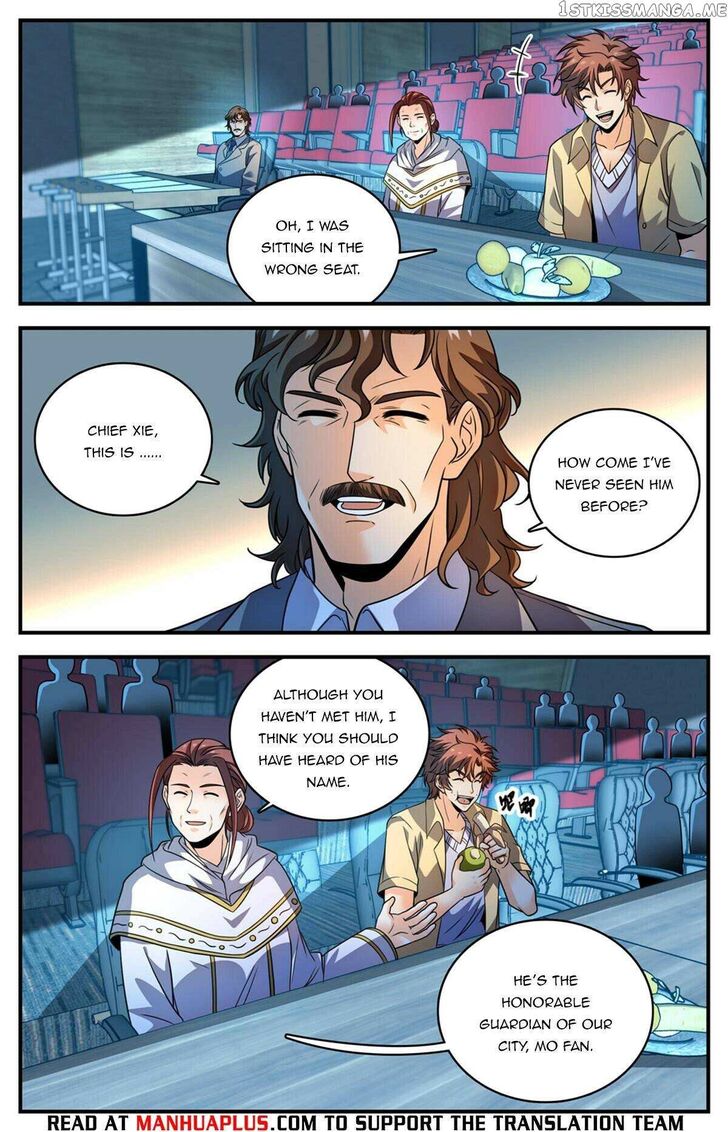 1STKISSMANGA.ME
OH, I WAS
SITTING IN THE
WRONG SEAT.
CHIEF XIE,
THIS IS ......
HOW COME I'VE
NEVER SEEN HIM
BEFORE?
ALTHOUGH YOU
HAVEN'T MET HIM, I
THINK YOU SHOULD
HAVE HEARD OF HIS
NAME.
HE'S THE
HONORABLE
GUARDIAN OF OUR
CITY, MO FAN.
READ AT MANHUAPLUS.COM TO SUPPORT THE TRANSLATION TEAM